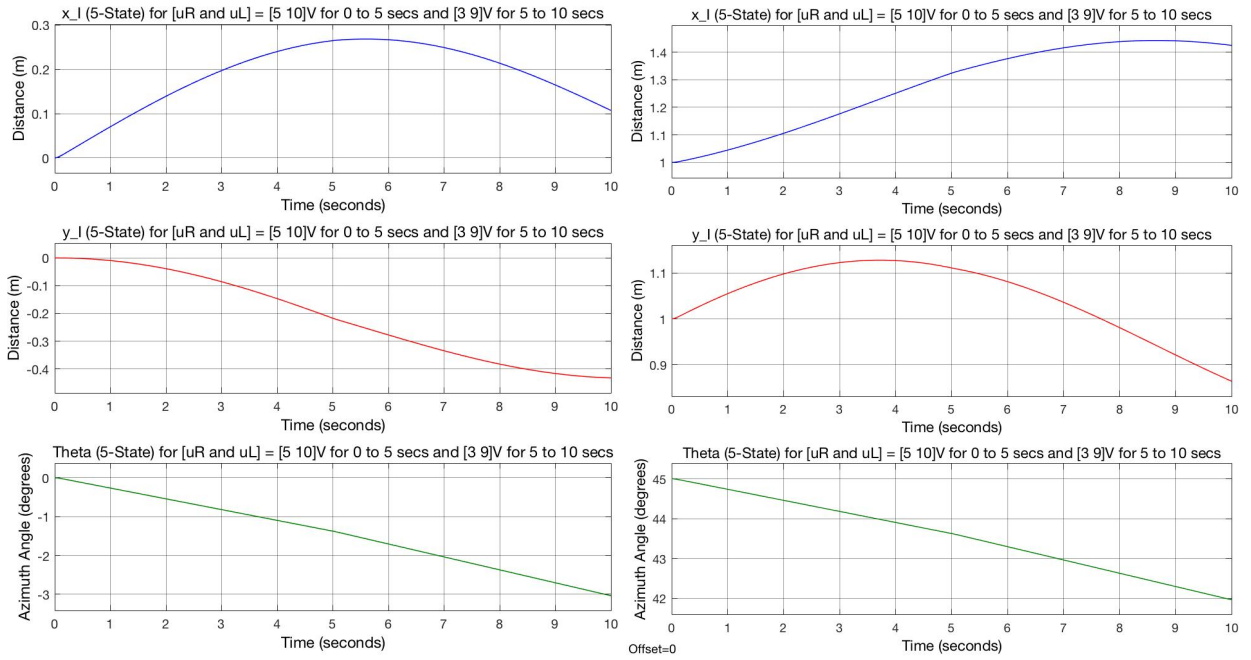 x_I (5-State) for [uR and uL] = [5 10]V for 0 to 5 secs and [3 9]V for 5 to 10 secs
Distance (m)
0.3
0.2
0.1
0
0 1 2 3 4 5 6 7 8 9 10
Time (seconds)
x_I (5-State) for [uR and uL] = [5 10]V for 0 to 5 secs and [3 9]V for 5 to 10 secs
Distance (m)
1.4
1.3
1.2
1.1
1
0 1 2 3 4 5 6 7 8 9 10
Time (seconds)
y_I (5-State) for [uR and uL] = [5 10]V for 0 to 5 secs and [3 9]V for 5 to 10 secs
Distance (m)
0
-0.1
-0.2
-0.3
-0.4
0 1 2 3 4 5 6 7 8 9 10
Time (seconds)
y_I (5-State) for [uR and uL] = [5 10]V for 0 to 5 secs and [3 9]V for 5 to 10 secs
Distance (m)
1.1
1
0.9
0 1 2 3 4 5 6 7 8 9 10
Time (seconds)
Theta (5-State) for [uR and uL] = [5 10]V for 0 to 5 secs and [3 9]V for 5 to 10 secs
Azimuth Angle (degrees)
0
-1
-2
-3
0 1 2 3 4 5 6 7 8 9 10
Time (seconds)
Theta (5-State) for [uR and uL] = [5 10]V for 0 to 5 secs and [3 9]V for 5 to 10 secs
Azimuth Angle (degrees)
45
44
43
42
0 1 2 3 4 5 6 7 8 9 10
Time (seconds)
Offset=0